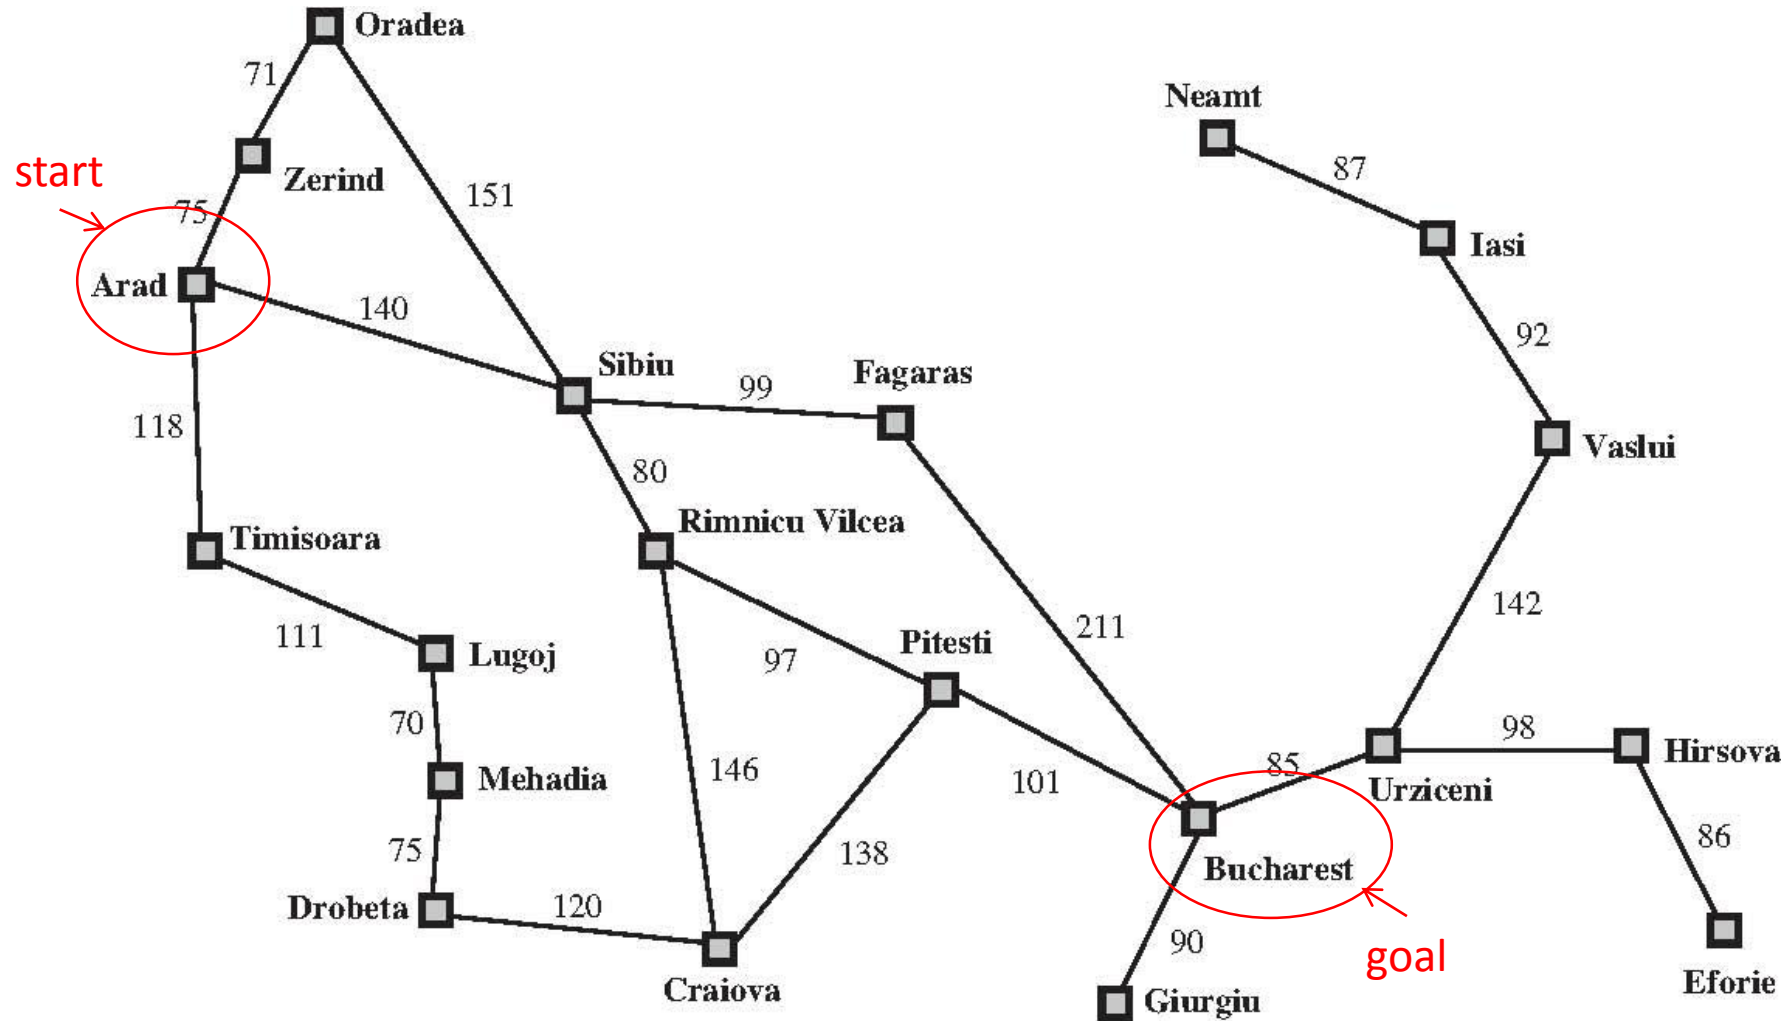 Oradea
71
Neamt
87
start
Zerind
151
75
Iasi
Arad
140
92
Sibiu
99
Fagaras
118
Vaslui
80
Rimnicu Vilcea
Timisoara
142
111
211
Lugoj
97
Pitesti
70
98
Hirsova
146
101
85
Mehadia
Urziceni
75
138
86
Bucharest
Drobeta
120
90
goal
Craiova
Giurgiu
Eforie